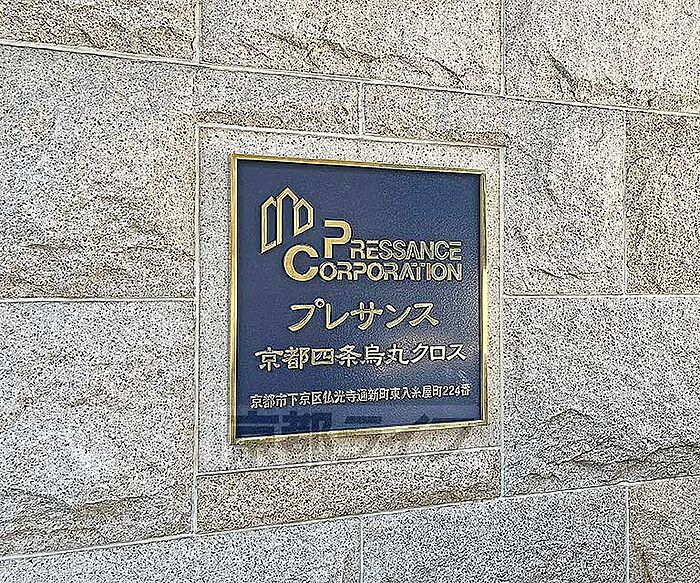 PRESSANCE
CORPORATION
プレサンス
京都四条烏丸クロス
京都市下京区仏光寺通新町東入糸屋町224番